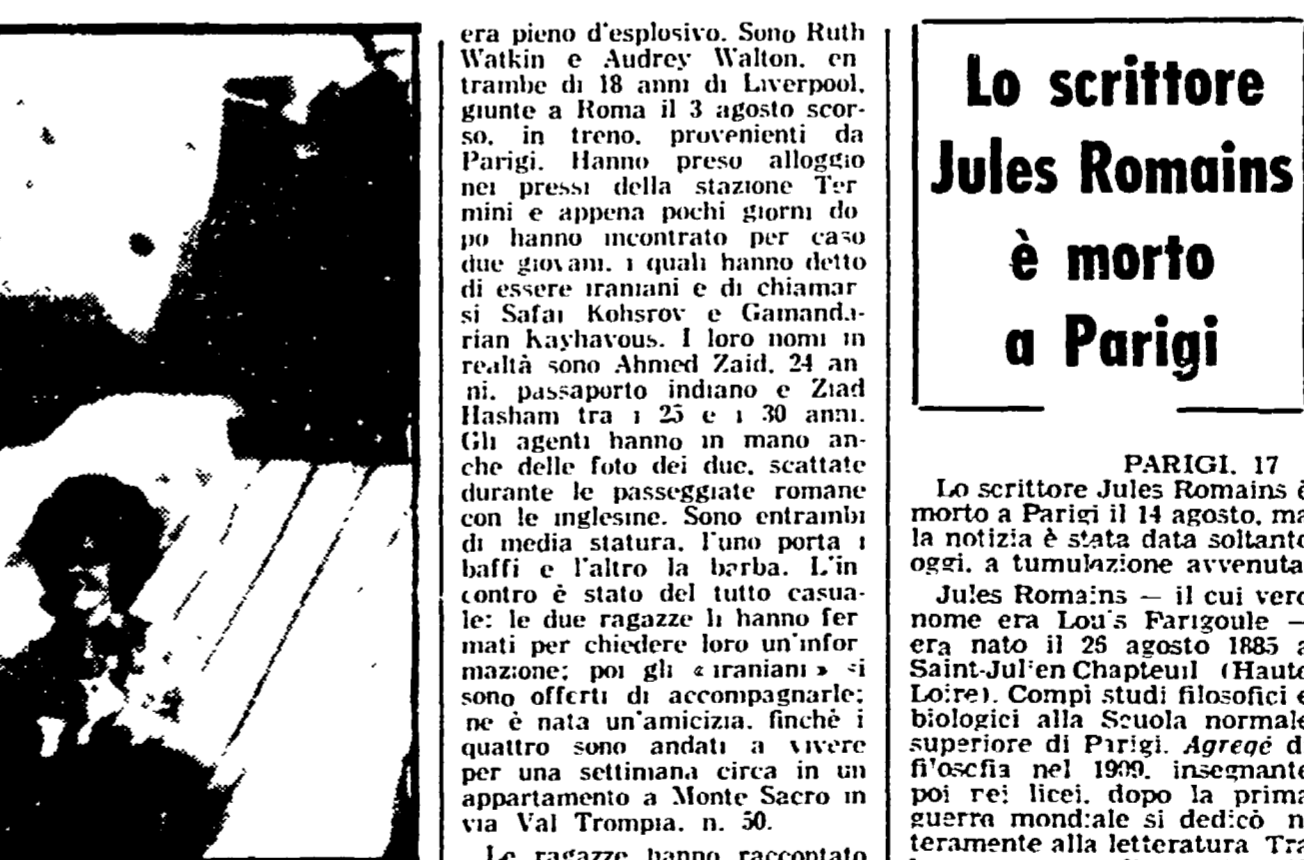 era pieno d'esplosivo. Sono Ruth
Watkin e Audrey Walton. en
trambe di 18 anni di Liverpool.
giunte a Roma il 3 agosto scor-
so. in treno. provenienti da
Parigi. Hanno preso alloggio
nei pressi della stazione Ter
mini e appena pochi giorni do
po hanno incontrato per caso
due giovani. i quali hanno detto
di essere iraniani e di chiamar
si Safai Kohsrov e Gamanda-
rian Kayhavous. I loro nomi in
realtà sono Ahmed Zaid. 24 an
ni. passaporto indiano e Ziad
Hasham tra i 25 e i 30 anni.
Gli agenti hanno in mano an-
che delle foto dei due. scattate
durante le passeggiate romane
con le inglesine. Sono entrambi
di media statura. l'uno porta i
baffi e l'altro la barba. L'in
contro è stato del tutto casua-
le: le due ragazze li hanno fer
mati per chiedere loro un'infor
mazione; poi gli « iraniani » si
sono offerti di accompagnarle;
ne è nata un'amicizia. finchè i
quattro sono andati a vivere
per una settimana circa in un
appartamento a Monte Sacro in
via Val Trompia. n. 50.
Le ragazze hanno raccontato
Lo scrittore
Jules Romains
è morto
a Parigi
PARIGI. 17
Lo scrittore Jules Romains è
morto a Parigi il 14 agosto. ma
la notizia è stata data soltanto
oggi. a tumulazione avvenuta
Jules Romains — il cui vero
nome era Lou's Farigoule —
era nato il 26 agosto 1885 a
Saint-Jul'en Chapteuil (Haute
Loire). Compì studi filosofici e
biologici alla Scuola normale
superiore di Parigi. Agregé di
fi'osofia nel 1909. insegnante
poi nei licei. dopo la prima
guerra mondiale si dedicò n
teramente alla letteratura Tra